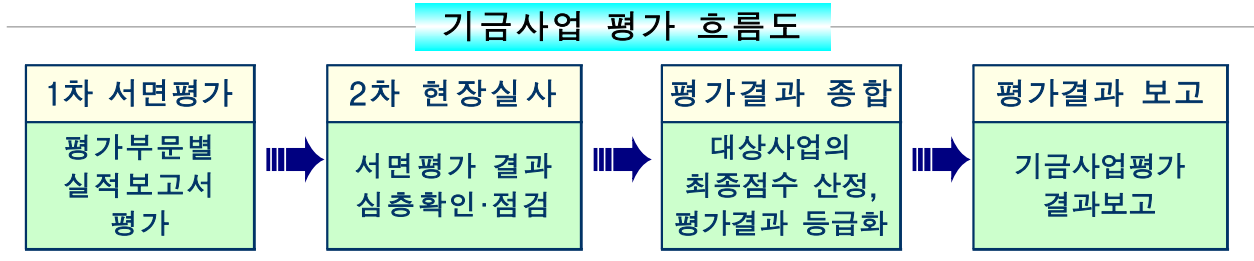 기금사업 평가 흐름도
1차 서면평가
평가부문별
실적보고서
평가
2차 현장실사
서면평가 결과
심층확인·점검
평가결과 종합
대상사업의
최종점수 산정,
평가결과 등급화
평가결과 보고
기금사업평가
결과보고